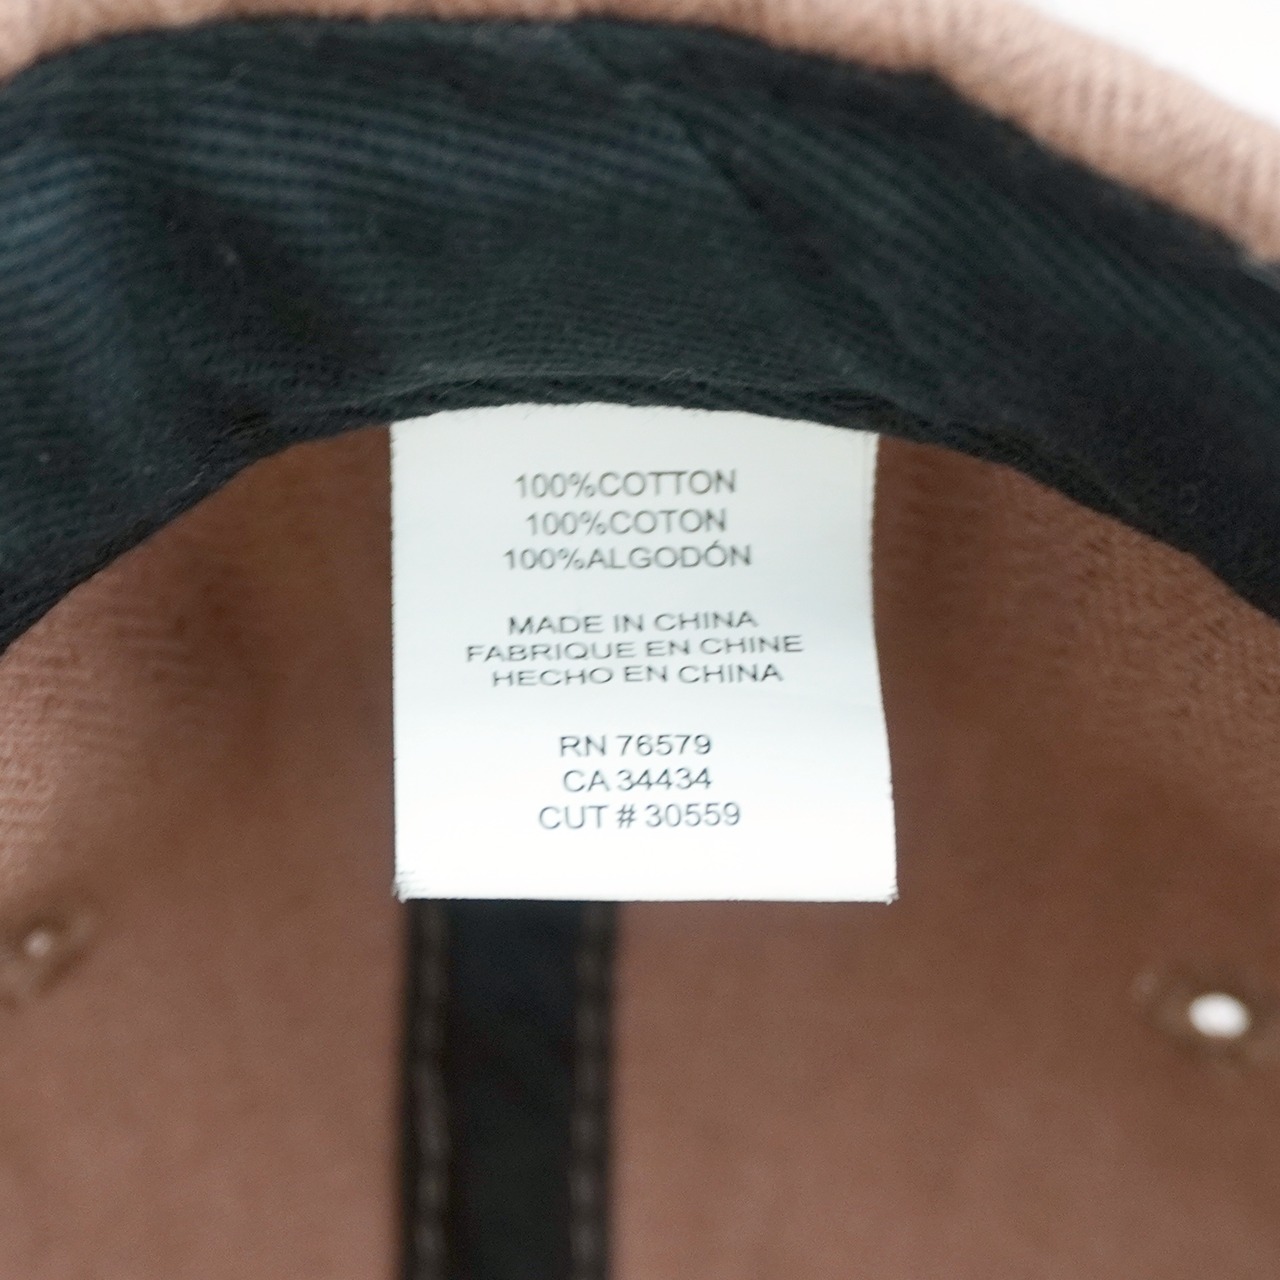 100%COTTON
100%COTON
100%ALGODÓN
MADE IN CHINA
FABRIQUE EN CHINE
HECHO EN CHINA
RN 76579
CA 34434
CUT # 30559